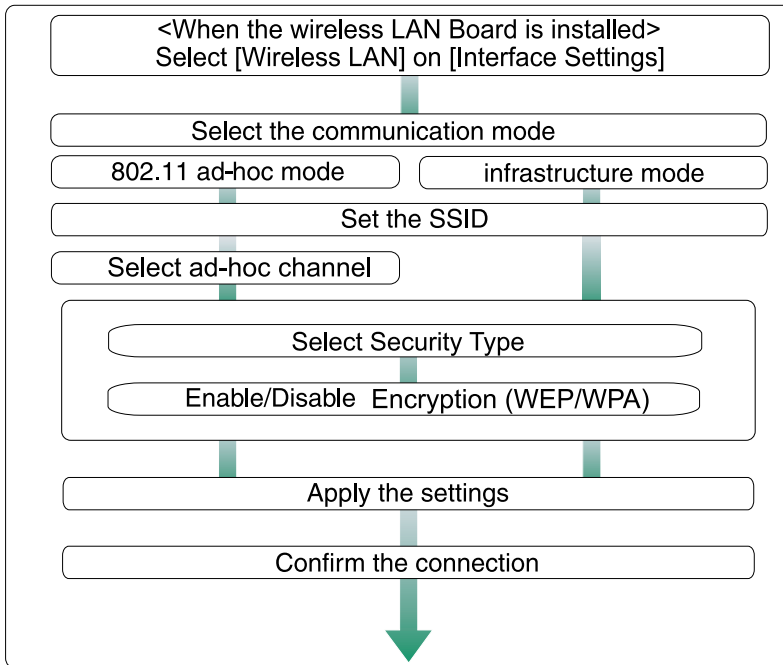 <When the wireless LAN Board is installed>
Select [Wireless LAN] on [Interface Settings]
Select the communication mode
802.11 ad-hoc mode
infrastructure mode
Set the SSID
Select ad-hoc channel
Select Security Type
Enable/Disable Encryption (WEP/WPA)
Apply the settings
Confirm the connection